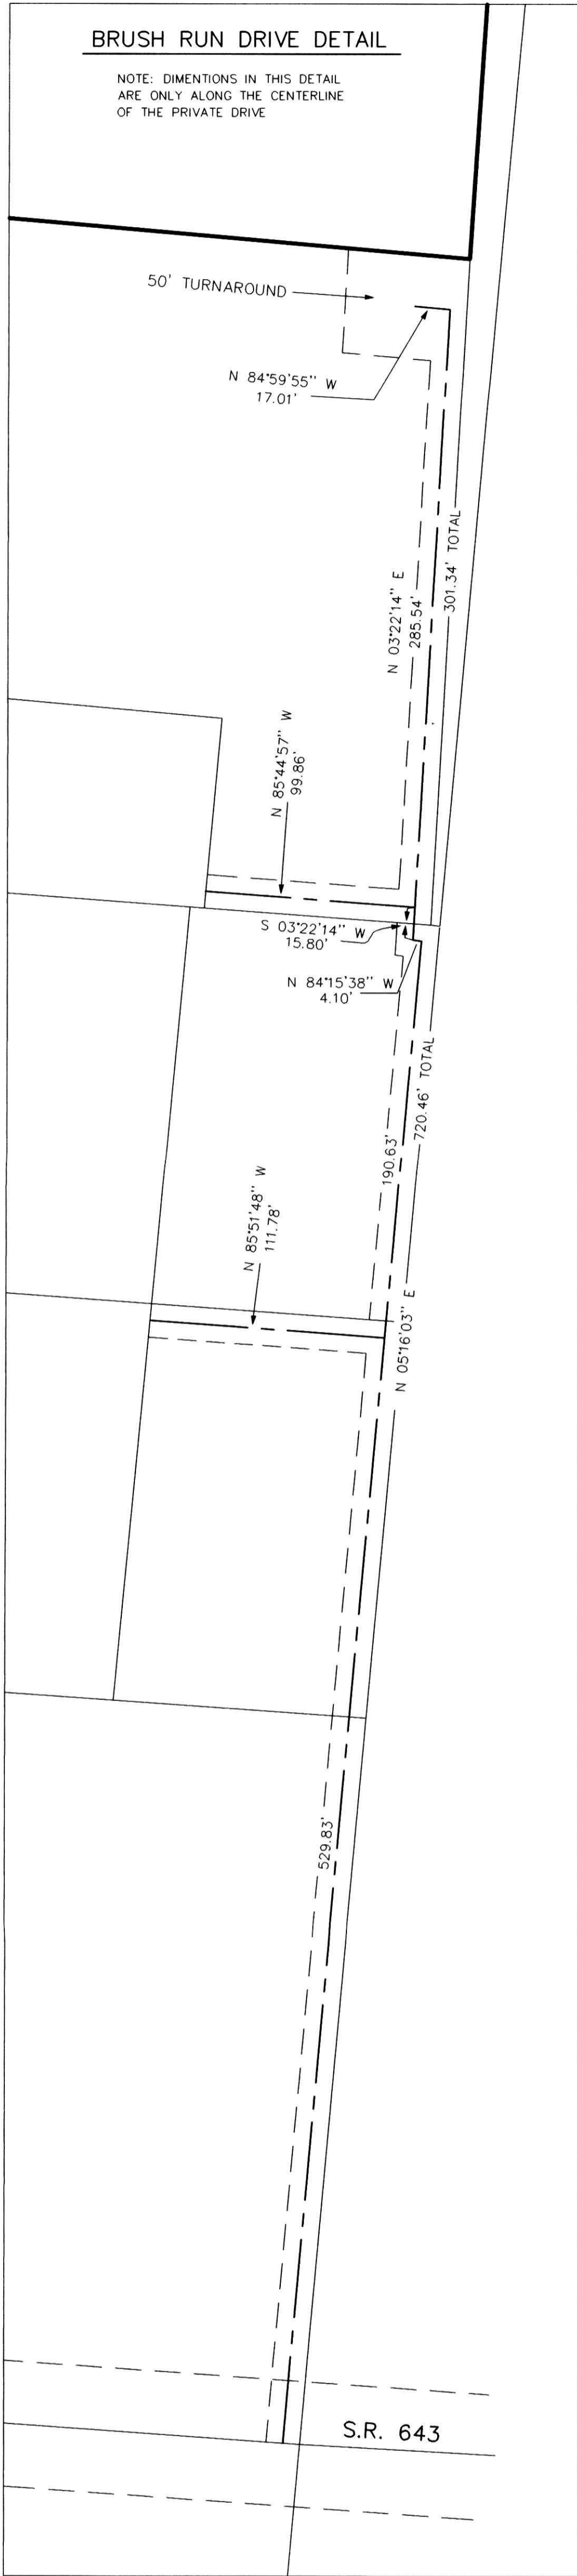 BRUSH RUN DRIVE DETAIL
NOTE: DIMENTIONS IN THIS DETAIL
ARE ONLY ALONG THE CENTERLINE
OF THE PRIVATE DRIVE
50' TURNAROUND
N 84°59'55'' W
17.01'
301.34' TOTAL
N 03°22'14'' E
285.54'
N 85°44'57'' W
99.86'
S 03°22'14'' W
15.80'
N 84°15'38'' W
4.10'
720.46' TOTAL
190.63'
N 85°51'48'' W
111.78'
N 05°16'03'' E
529.83'
S.R. 643